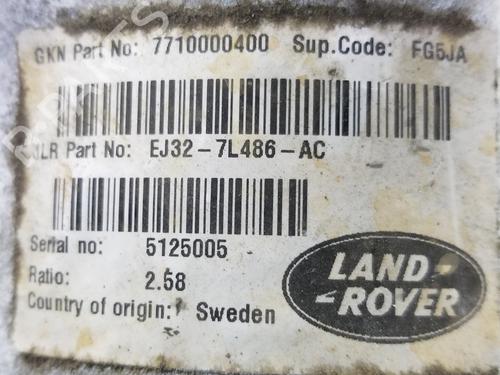 GKN Part No: 7710000400 Sup.Code: FG5JA
JLR Part No: EJ32-7L486-AC
Serial no: 5125005
Ratio: 2.58
Country of origin: Sweden
LAND-
-ROVER